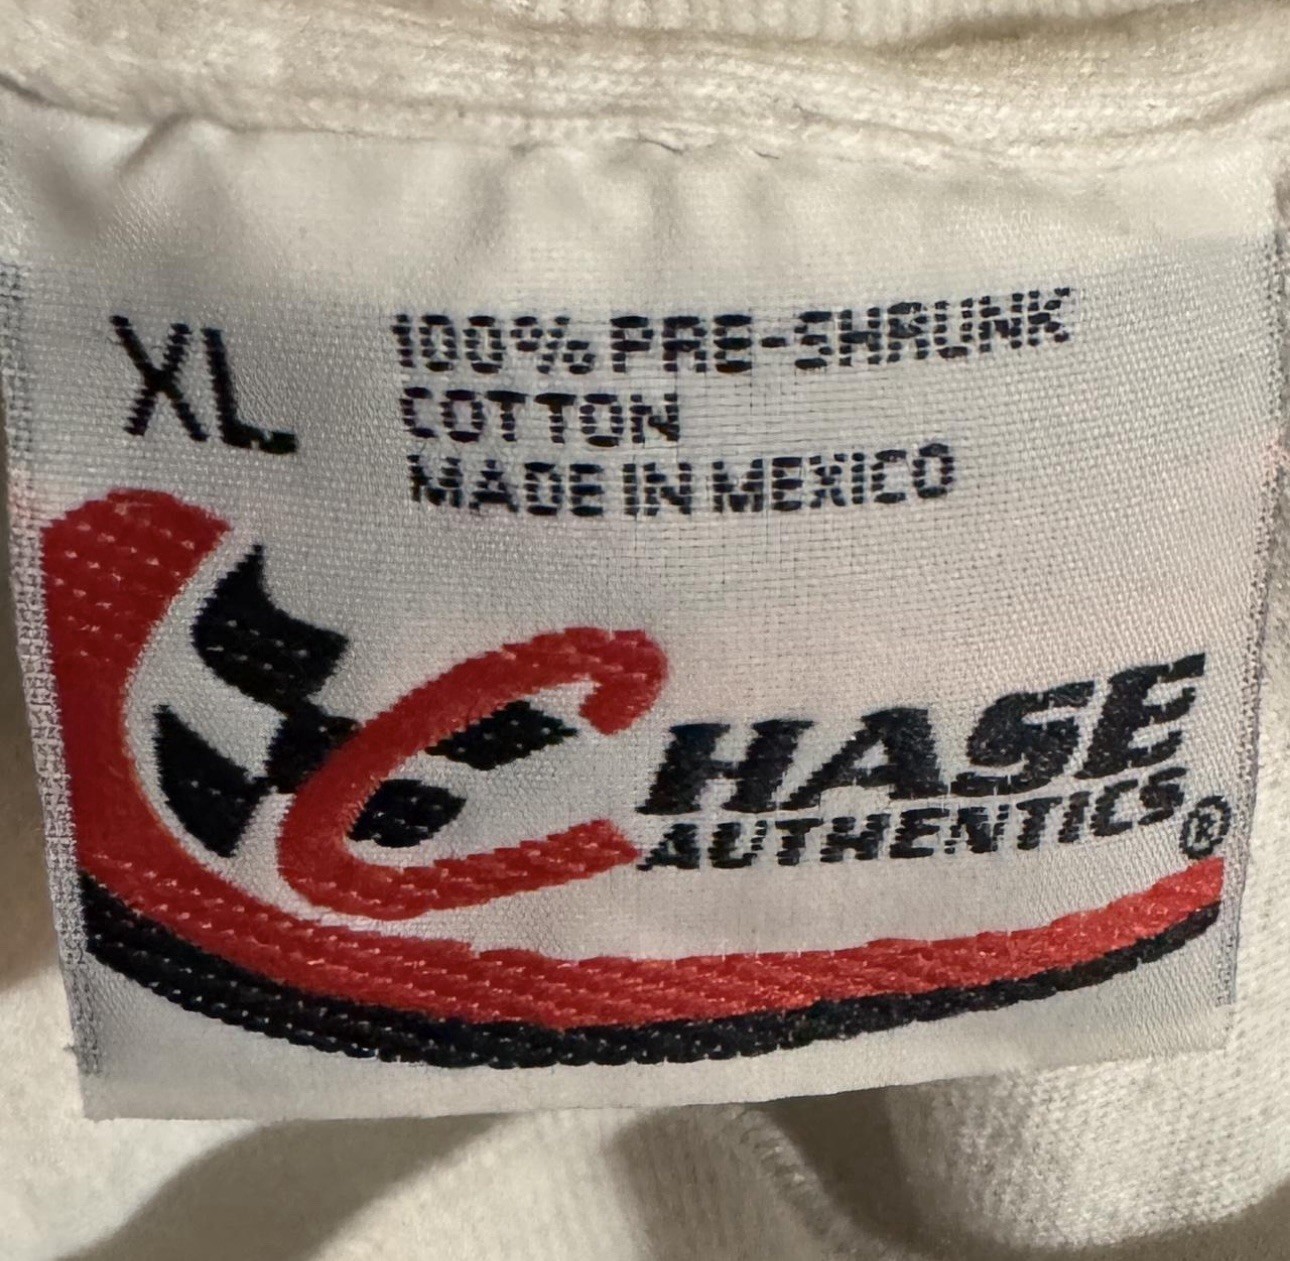 XL
100% PRE-SHRUNK
COTTON
MADE IN MEXICO
CHASE
AUTHENTICS®